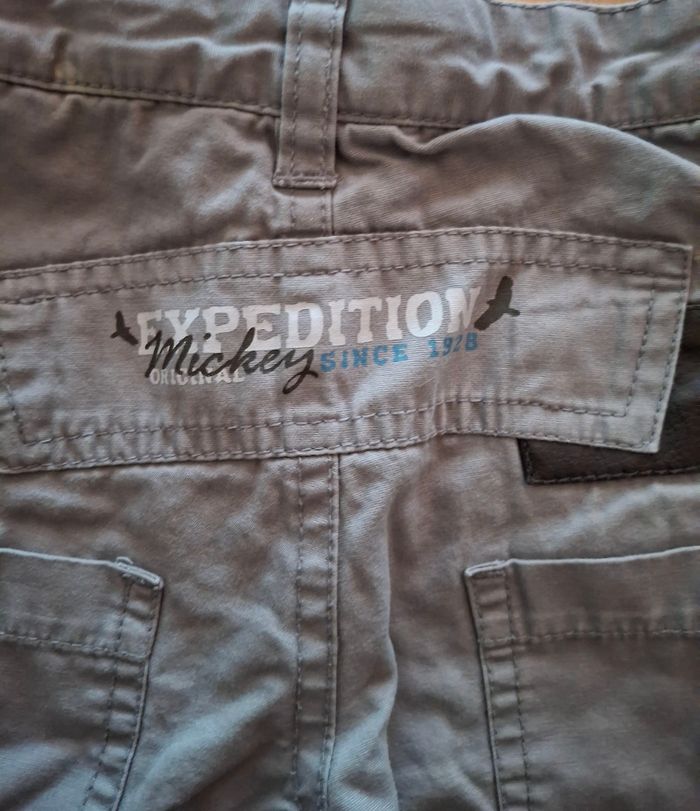 EXPEDITION
Mickey SINCE 1928
ORIGINAL